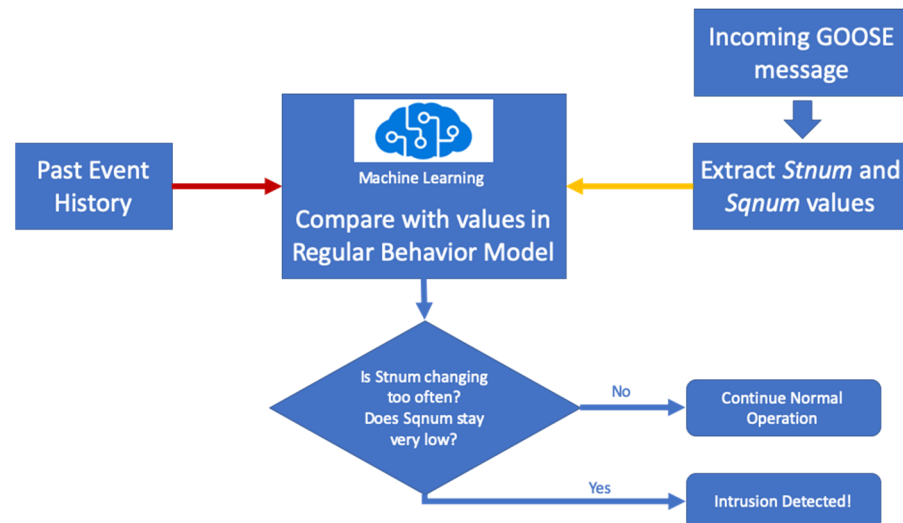 Incoming GOOSE
message
Past Event
History
Machine Learning
Compare with values in
Regular Behavior Model
Extract Stnum and
Sqnum values
Is Stnum changing
too often?
Does Sqnum stay
very low?
No
Continue Normal
Operation
Yes
Intrusion Detected!